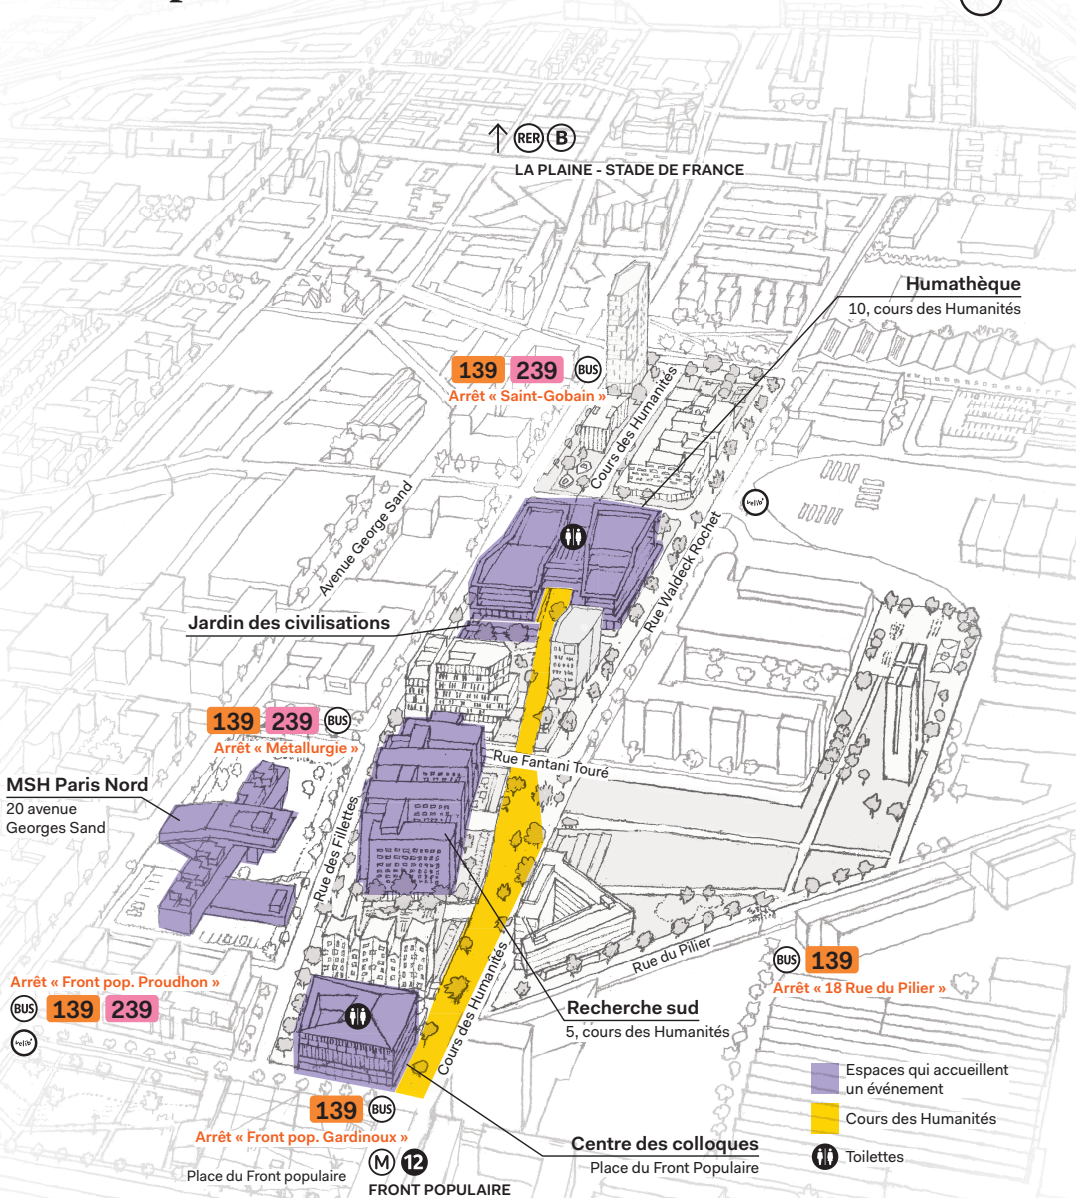 RER B
LA PLAINE - STADE DE FRANCE
Humathèque
10, cours des Humanités
139 239 BUS
Arrêt « Saint-Gobain »
Cours des Humanités
Avenue George Sand
velib'
Rue Waldeck Rochet
Jardin des civilisations
139 239 BUS
Arrêt « Métallurgie »
Rue Fantani Touré
MSH Paris Nord
20 avenue
Georges Sand
Rue des Fillettes
Rue du Pilier
BUS 139
Arrêt « 18 Rue du Pilier »
Arrêt « Front pop. Proudhon »
BUS 139 239
velib'
Cours des Humanités
Recherche sud
5, cours des Humanités
Espaces qui accueillent
un événement
Cours des Humanités
Toilettes
139 BUS
Arrêt « Front pop. Gardinoux »
Centre des colloques
Place du Front Populaire
Place du Front populaire
M 12
FRONT POPULAIRE